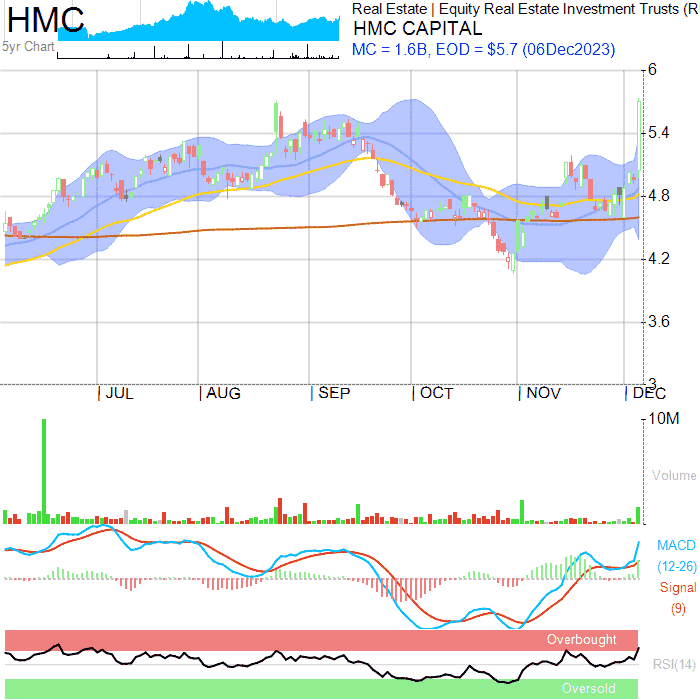 HMC
5yr Chart
Real Estate | Equity Real Estate Investment Trusts (R
HMC CAPITAL
MC = 1.6B, EOD = $5.7 (06Dec2023)
6
5.4
4.8
4.2
3.6
3
JUL AUG SEP OCT NOV DEC
10M
Volume
MACD
(12-26)
Signal
(9)
Overbought
RSI(14)
Oversold